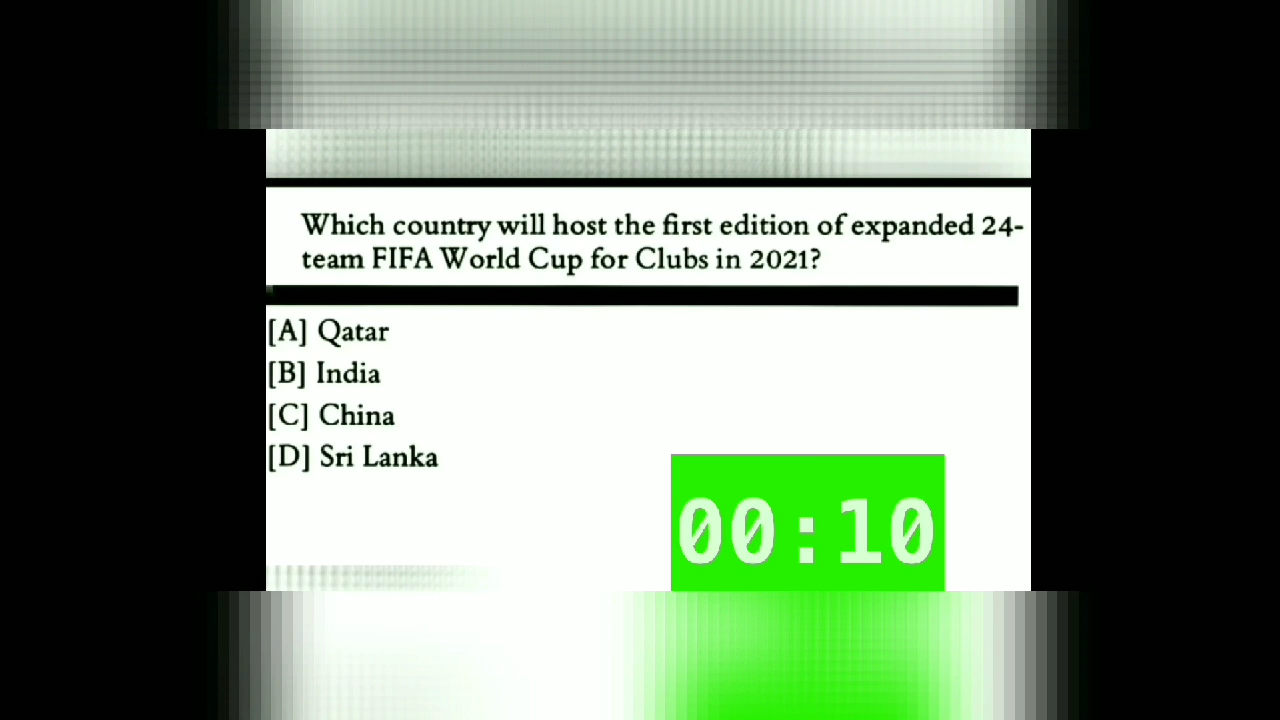 Which country will host the first edition of expanded 24-
team FIFA World Cup for Clubs in 2021?
[A] Qatar
[B] India
[C] China
[D] Sri Lanka
00:10